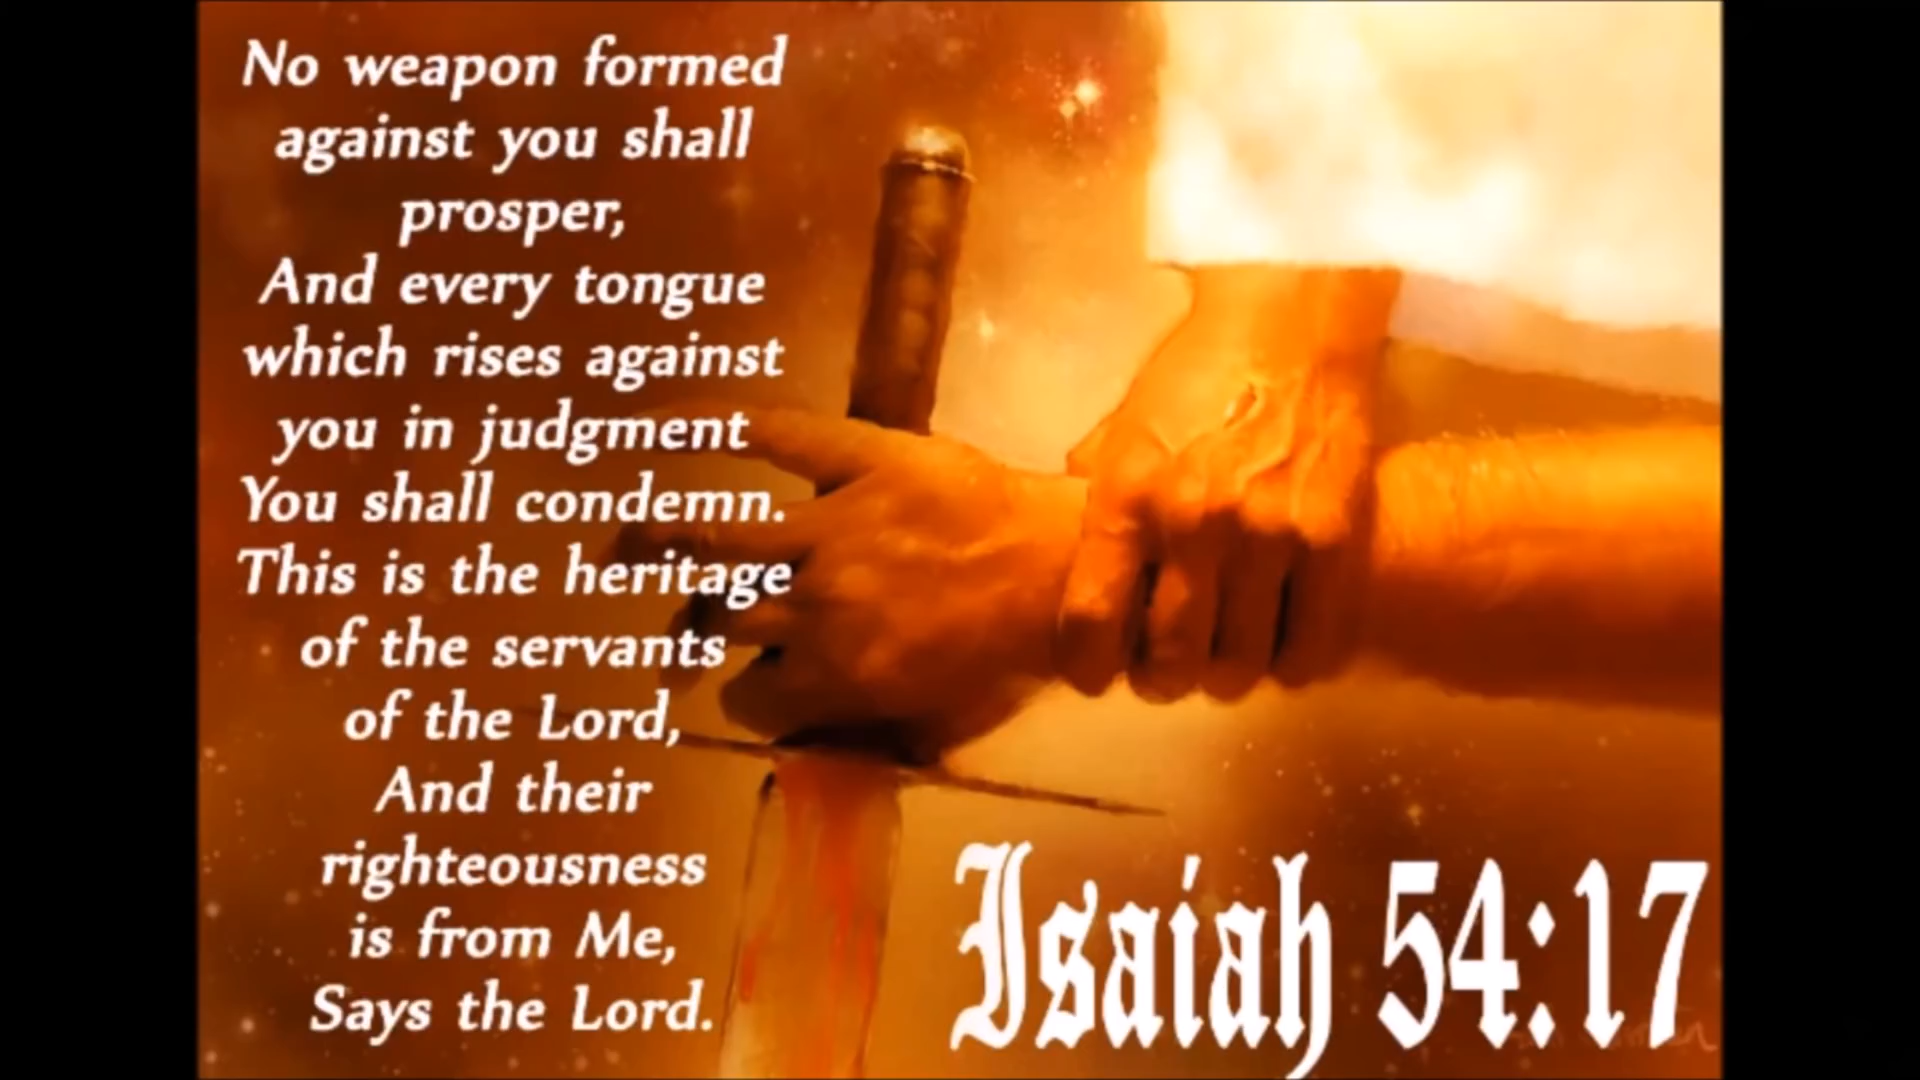 No weapon formed
against you shall
prosper,
And every tongue
which rises against
you in judgment
You shall condemn.
This is the heritage
of the servants
of the Lord,
And their
righteousness
is from Me,
Says the Lord.
Isaiah 54:17